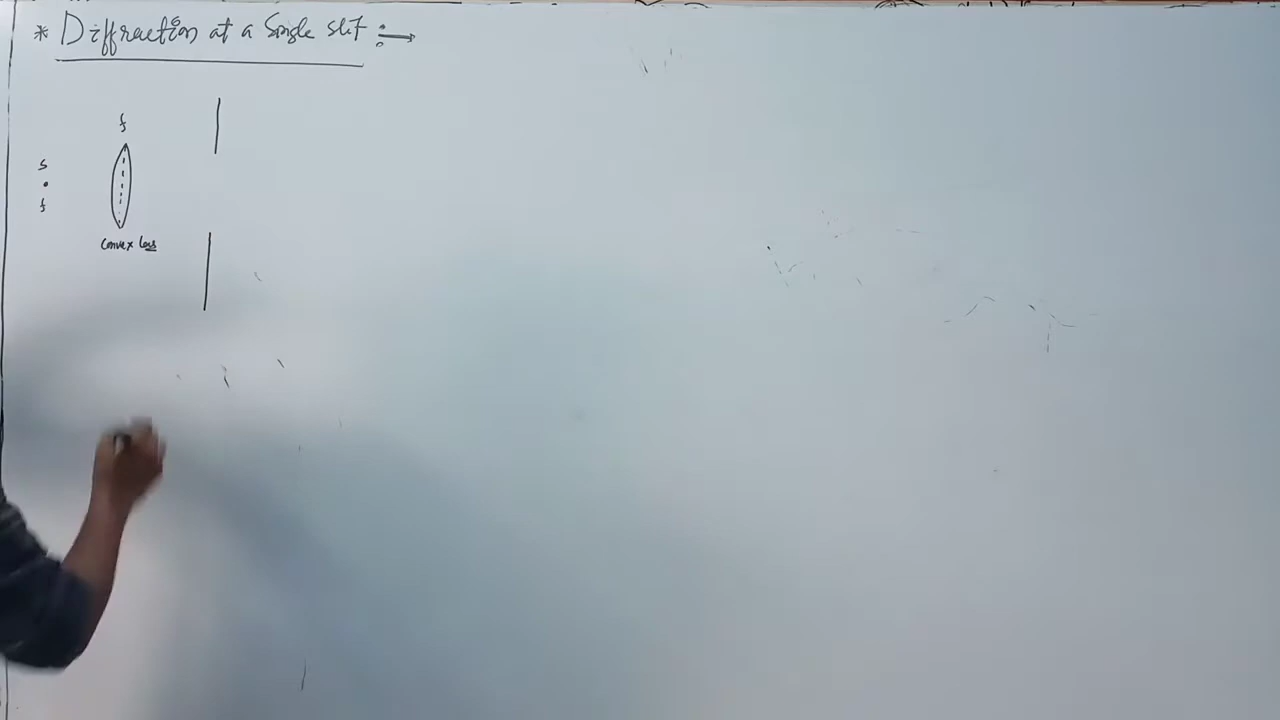 * Diffraction at a Single slit :→
f
S
f
Convex lens